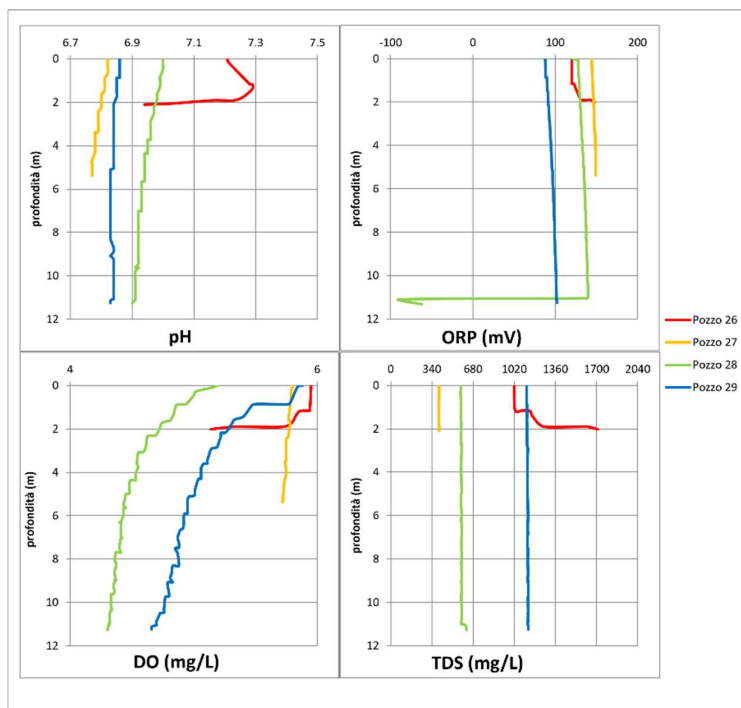 6.7 6.9 7.1 7.3 7.5
0
2
4
6
8
10
12
profondità (m)
pH
-100 0 100 200
0
2
4
6
8
10
12
profondità (m)
ORP (mV)
Pozzo 26
Pozzo 27
Pozzo 28
Pozzo 29
4 6
0
2
4
6
8
10
12
profondità (m)
DO (mg/L)
0 340 680 1020 1360 1700 2040
0
2
4
6
8
10
12
profondità (m)
TDS (mg/L)